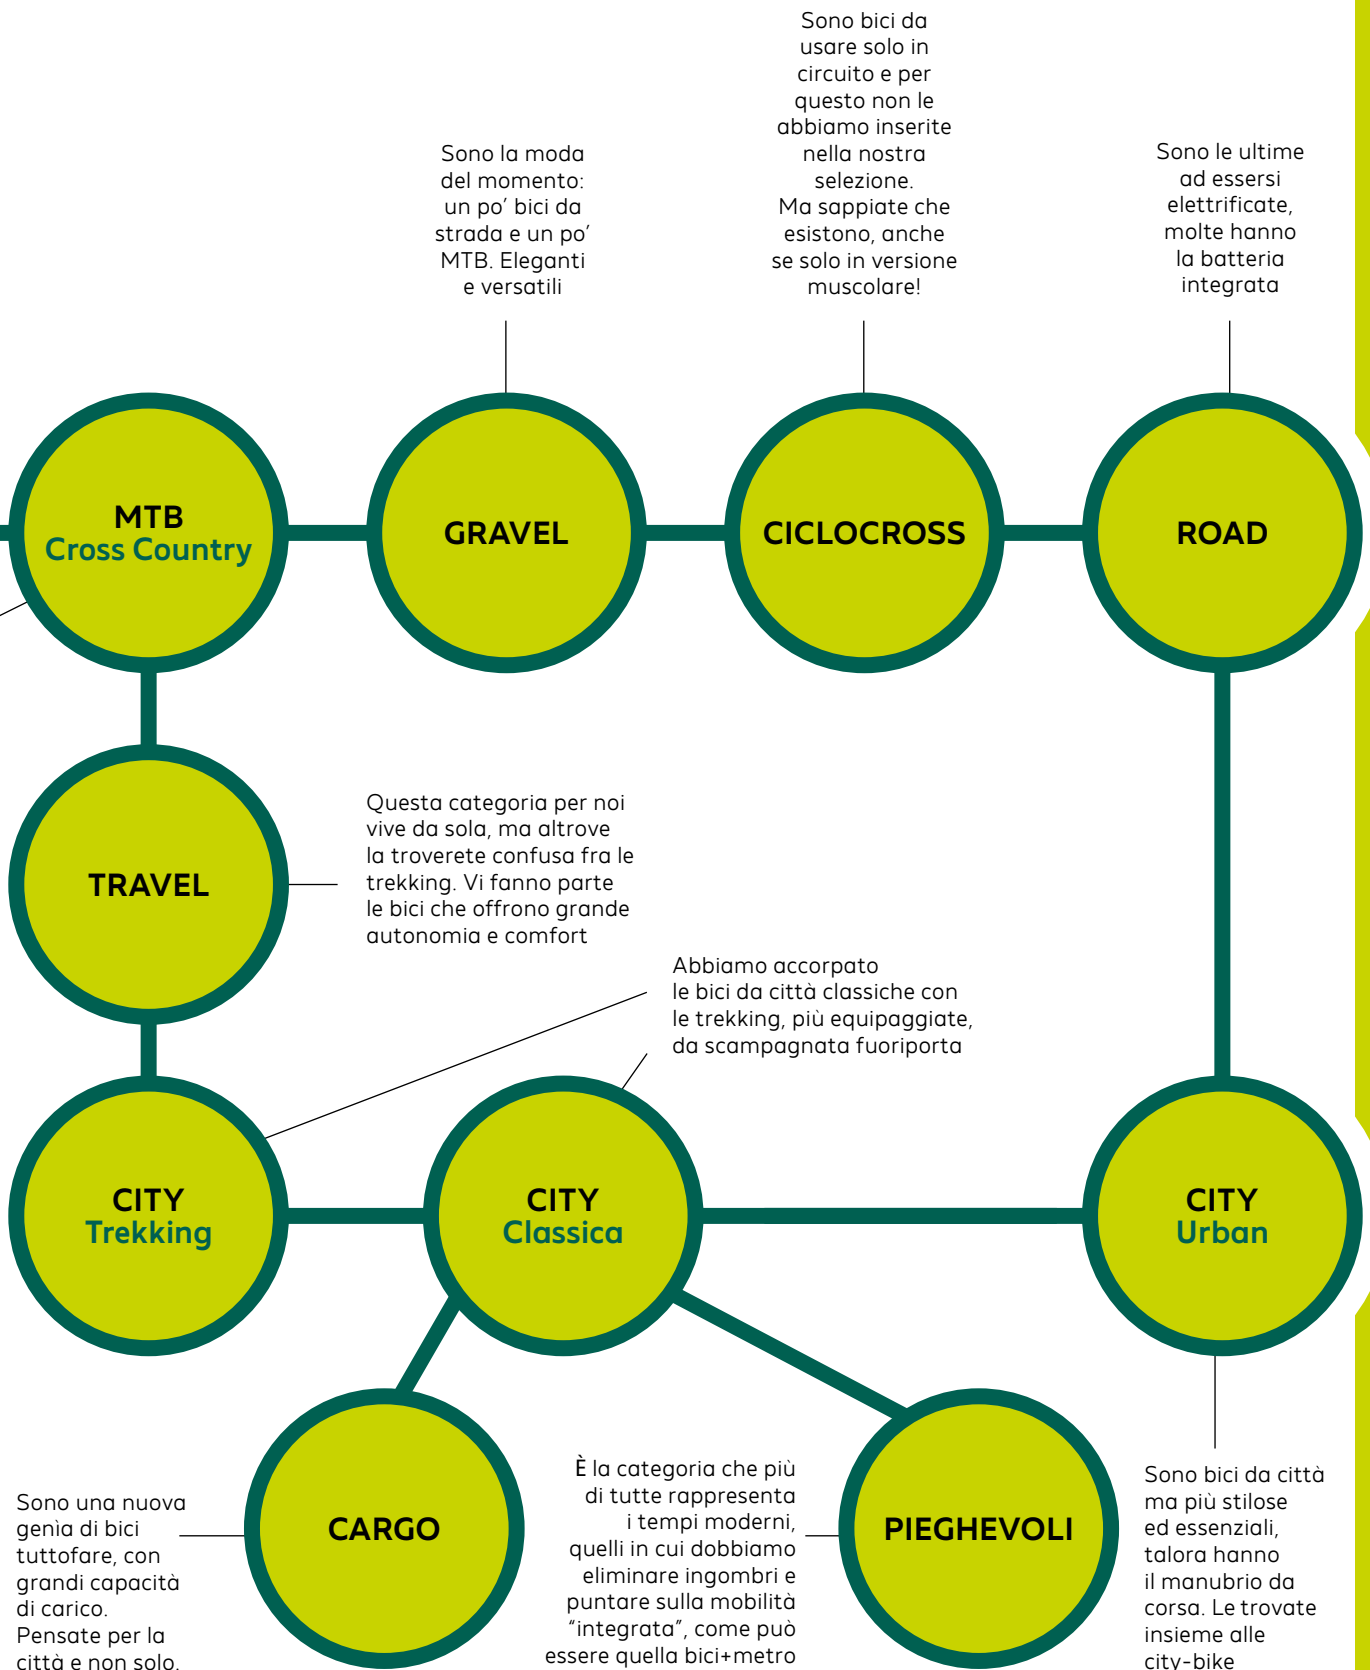 Sono la moda
del momento:
un po’ bici da
strada e un po’
MTB. Eleganti
e versatili
Sono bici da
usare solo in
circuito e per
questo non le
abbiamo inserite
nella nostra
selezione.
Ma sappiate che
esistono, anche
se solo in versione
muscolare!
Sono le ultime
ad essersi
elettrificate,
molte hanno
la batteria
integrata
MTB
Cross Country
GRAVEL
CICLOCROSS
ROAD
TRAVEL
Questa categoria per noi
vive da sola, ma altrove
la troverete confusa fra le
trekking. Vi fanno parte
le bici che offrono grande
autonomia e comfort
Abbiamo accorpato
le bici da città classiche con
le trekking, più equipaggiate,
da scampagnata fuoriporta
CITY
Trekking
CITY
Classica
CITY
Urban
Sono una nuova
genìa di bici
tuttofare, con
grandi capacità
di carico.
Pensate per la
città e non solo.
CARGO
È la categoria che più
di tutte rappresenta
i tempi moderni,
quelli in cui dobbiamo
eliminare ingombri e
puntare sulla mobilità
“integrata”, come può
essere quella bici+metro
PIEGHEVOLI
Sono bici da città
ma più stilose
ed essenziali,
talora hanno
il manubrio da
corsa. Le trovate
insieme alle
city-bike